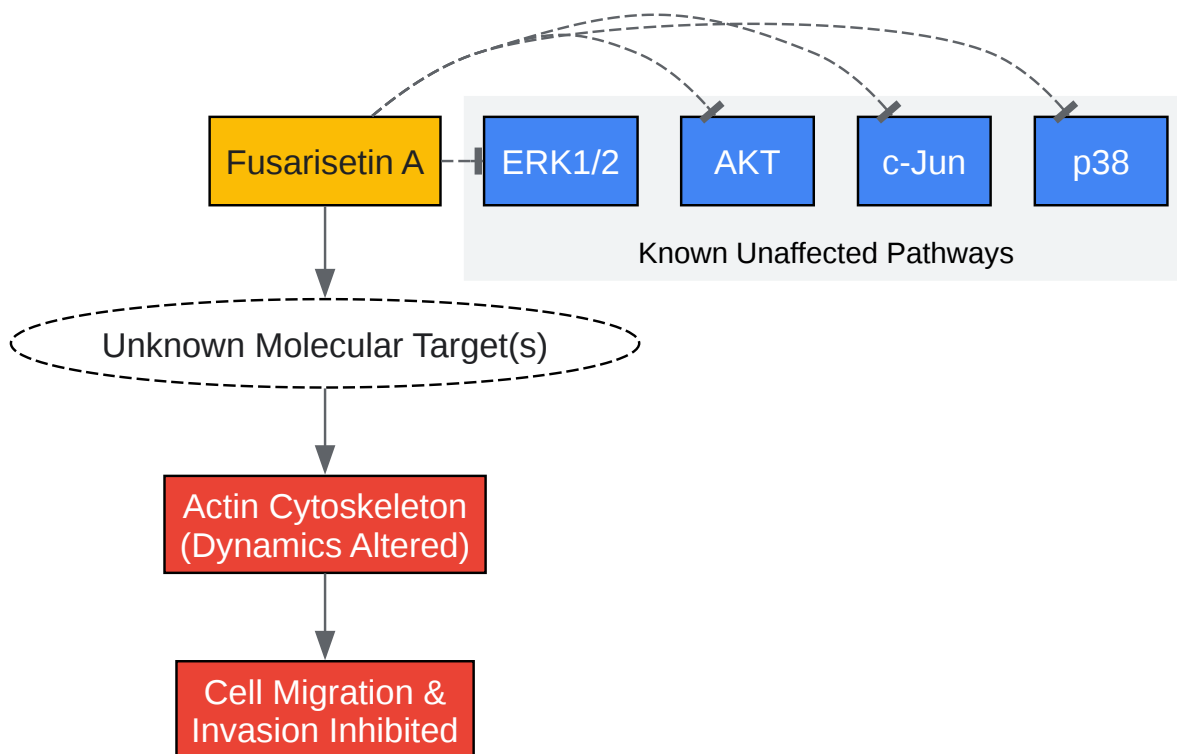 Fusarisetin A
ERK1/2
AKT
c-Jun
p38
Known Unaffected Pathways
Unknown Molecular Target(s)
Actin Cytoskeleton
(Dynamics Altered)
Cell Migration &
Invasion Inhibited